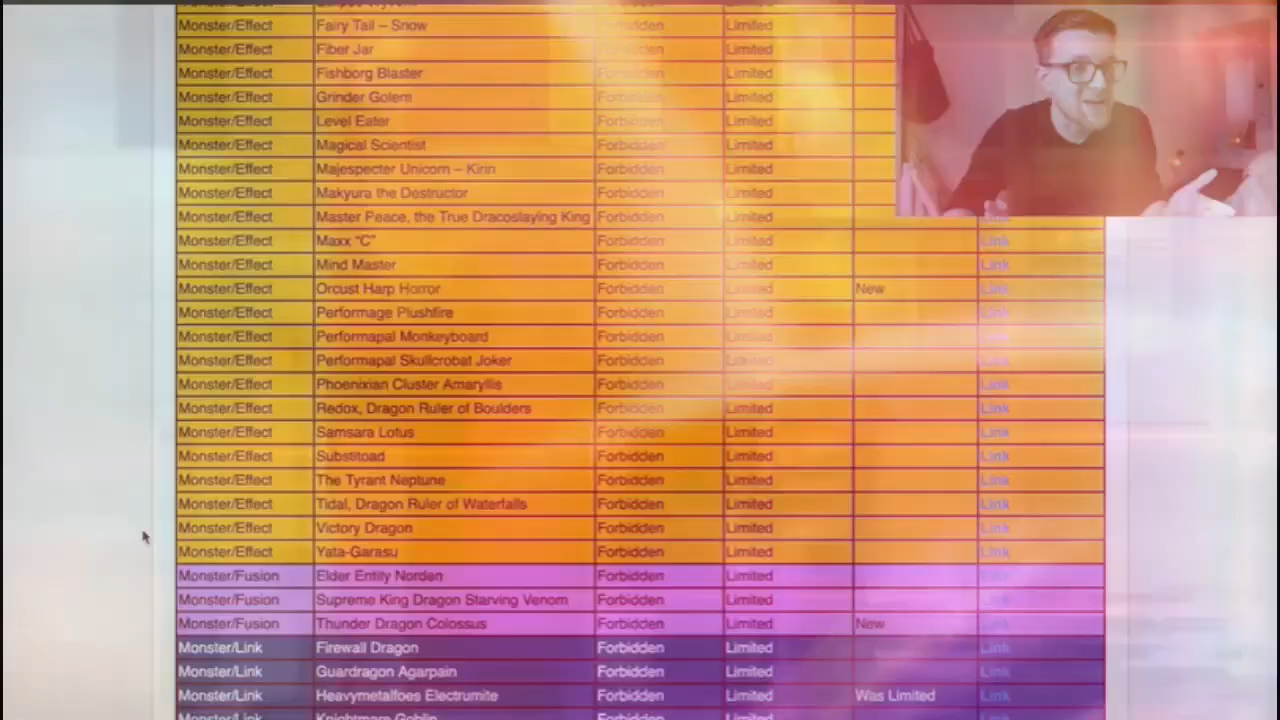 Monster/Effect Fairy Tail – Snow Forbidden Limited
Monster/Effect Fiber Jar Forbidden Limited
Monster/Effect Fishborg Blaster Forbidden Limited
Monster/Effect Grinder Golem Forbidden Limited
Monster/Effect Level Eater Forbidden Limited
Monster/Effect Magical Scientist Forbidden Limited
Monster/Effect Majespecter Unicorn – Kirin Forbidden Limited
Monster/Effect Makyura the Destructor Forbidden Limited
Monster/Effect Master Peace, the True Dracoslaying King Forbidden Limited
Monster/Effect Maxx "C" Forbidden Limited Link
Monster/Effect Mind Master Forbidden Limited Link
Monster/Effect Orcust Harp Horror Forbidden Limited New Link
Monster/Effect Performage Plushfire Forbidden Limited Link
Monster/Effect Performapal Monkeyboard Forbidden Limited Link
Monster/Effect Performapal Skullcrobat Joker Forbidden Limited Link
Monster/Effect Phoenixian Cluster Amaryllis Forbidden Limited Link
Monster/Effect Redox, Dragon Ruler of Boulders Forbidden Limited Link
Monster/Effect Samsara Lotus Forbidden Limited Link
Monster/Effect Substitoad Forbidden Limited Link
Monster/Effect The Tyrant Neptune Forbidden Limited Link
Monster/Effect Tidal, Dragon Ruler of Waterfalls Forbidden Limited Link
Monster/Effect Victory Dragon Forbidden Limited Link
Monster/Effect Yata-Garasu Forbidden Limited Link
Monster/Fusion Elder Entity Norden Forbidden Limited Link
Monster/Fusion Supreme King Dragon Starving Venom Forbidden Limited Link
Monster/Fusion Thunder Dragon Colossus Forbidden Limited New Link
Monster/Link Firewall Dragon Forbidden Limited Link
Monster/Link Guardragon Agarpain Forbidden Limited Link
Monster/Link Heavymetalfoes Electrumite Forbidden Limited Was Limited Link
Monster/Link Knightmare Goblin